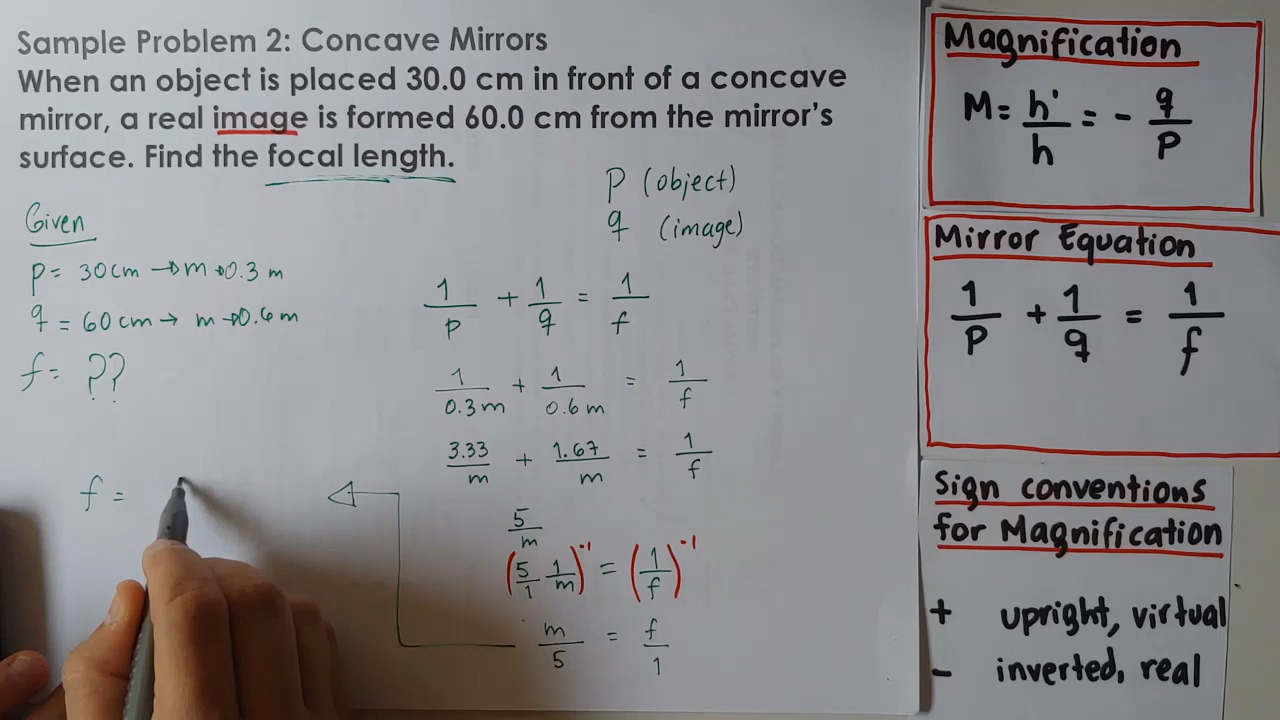 Sample Problem 2: Concave Mirrors
When an object is placed 30.0 cm in front of a concave
mirror, a real image is formed 60.0 cm from the mirror's
surface. Find the focal length.
P (object)
q (image)
Given
p = 30cm → m → 0.3 m
q = 60cm → m → 0.6 m
f = ??
1/p + 1/q = 1/f
1/0.3m + 1/0.6m = 1/f
3.33/m + 1.67/m = 1/f
f =
5/m
(5/1 1/m)⁻¹ = (1/f)⁻¹
m/5 = f/1
Magnification
M = h'/h = - q/p
Mirror Equation
1/p + 1/q = 1/f
Sign conventions
for Magnification
+ upright, virtual
- inverted, real